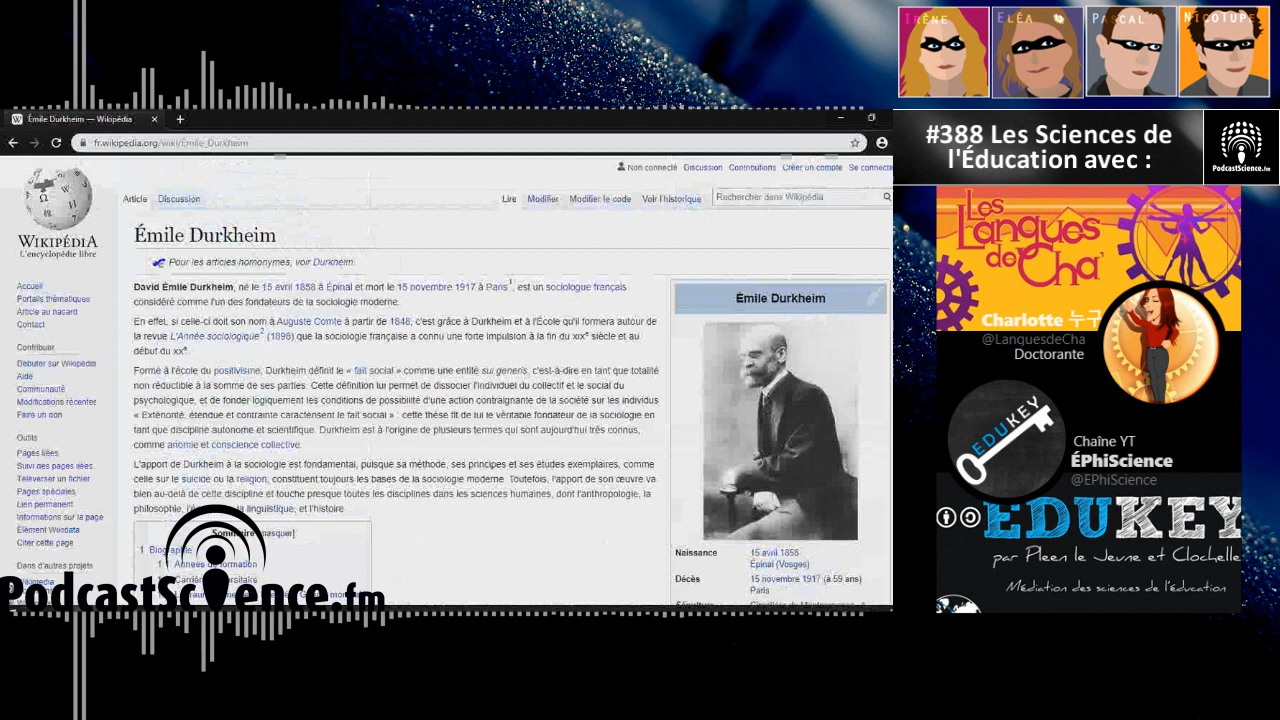 IRÈNE
ELÉA
PASCAL
NICOTUPE
Émile Durkheim — Wikipédia
fr.wikipedia.org/wiki/Émile_Durkheim
#388 Les Sciences de
l'Éducation avec :
PodcastScience.fm
Non connecté Discussion Contributions Créer un compte Se connecte
Article Discussion
Lire Modifier Modifier le code Voir l'historique
Rechercher dans Wikipédia
WIKIPÉDIA
L'encyclopédie libre
Émile Durkheim
Pour les articles homonymes, voir Durkheim.
David Émile Durkheim, né le 15 avril 1858 à Épinal et mort le 15 novembre 1917 à Paris1, est un sociologue français
considéré comme l'un des fondateurs de la sociologie moderne.
En effet, si celle-ci doit son nom à Auguste Comte à partir de 1848, c'est grâce à Durkheim et à l'École qu'il formera autour de
la revue L'Année sociologique2 (1898) que la sociologie française a connu une forte impulsion à la fin du xixe siècle et au
début du xxe.
Formé à l'école du positivisme, Durkheim définit le « fait social » comme une entité sui generis, c'est-à-dire en tant que totalité
non réductible à la somme de ses parties. Cette définition lui permet de dissocier l'individuel du collectif et le social du
psychologique, et de fonder logiquement les conditions de possibilité d'une action contraignante de la société sur les individus
« Extériorité, étendue et contrainte caractérisent le fait social » : cette thèse fit de lui le véritable fondateur de la sociologie en
tant que discipline autonome et scientifique. Durkheim est à l'origine de plusieurs termes qui sont aujourd'hui très connus,
comme anomie et conscience collective.
L'apport de Durkheim à la sociologie est fondamental, puisque sa méthode, ses principes et ses études exemplaires, comme
celle sur le suicide ou la religion, constituent toujours les bases de la sociologie moderne. Toutefois, l'apport de son œuvre va
bien au-delà de cette discipline et touche presque toutes les disciplines dans les sciences humaines, dont l'anthropologie, la
philosophie, la linguistique, et l'histoire
Accueil
Portails thématiques
Article au hasard
Contact
Contribuer
Débuter sur Wikipédia
Aide
Communauté
Modifications récentes
Faire un don
Outils
Pages liées
Suivi des pages liées
Téléverser un fichier
Pages spéciales
Lien permanent
Informations sur la page
Élément Wikidata
Citer cette page
Dans d'autres projets
Wikipedia
Sommaire [masquer]
1 Biographie
Années de formation
Émile Durkheim
Naissance 15 avril 1858
Épinal (Vosges)
Décès 15 novembre 1917 (à 59 ans)
Paris
PodcastScience.fm
Les
Langues
de Cha'
Charlotte 누구
@LanguesdeCha
Doctorante
EDUKEY
Chaîne YT
ÉPhiScience
@EPhiScience
EDUKEY
par Pleen le Jeune et Clochelle
Médiation des sciences de l'éducation